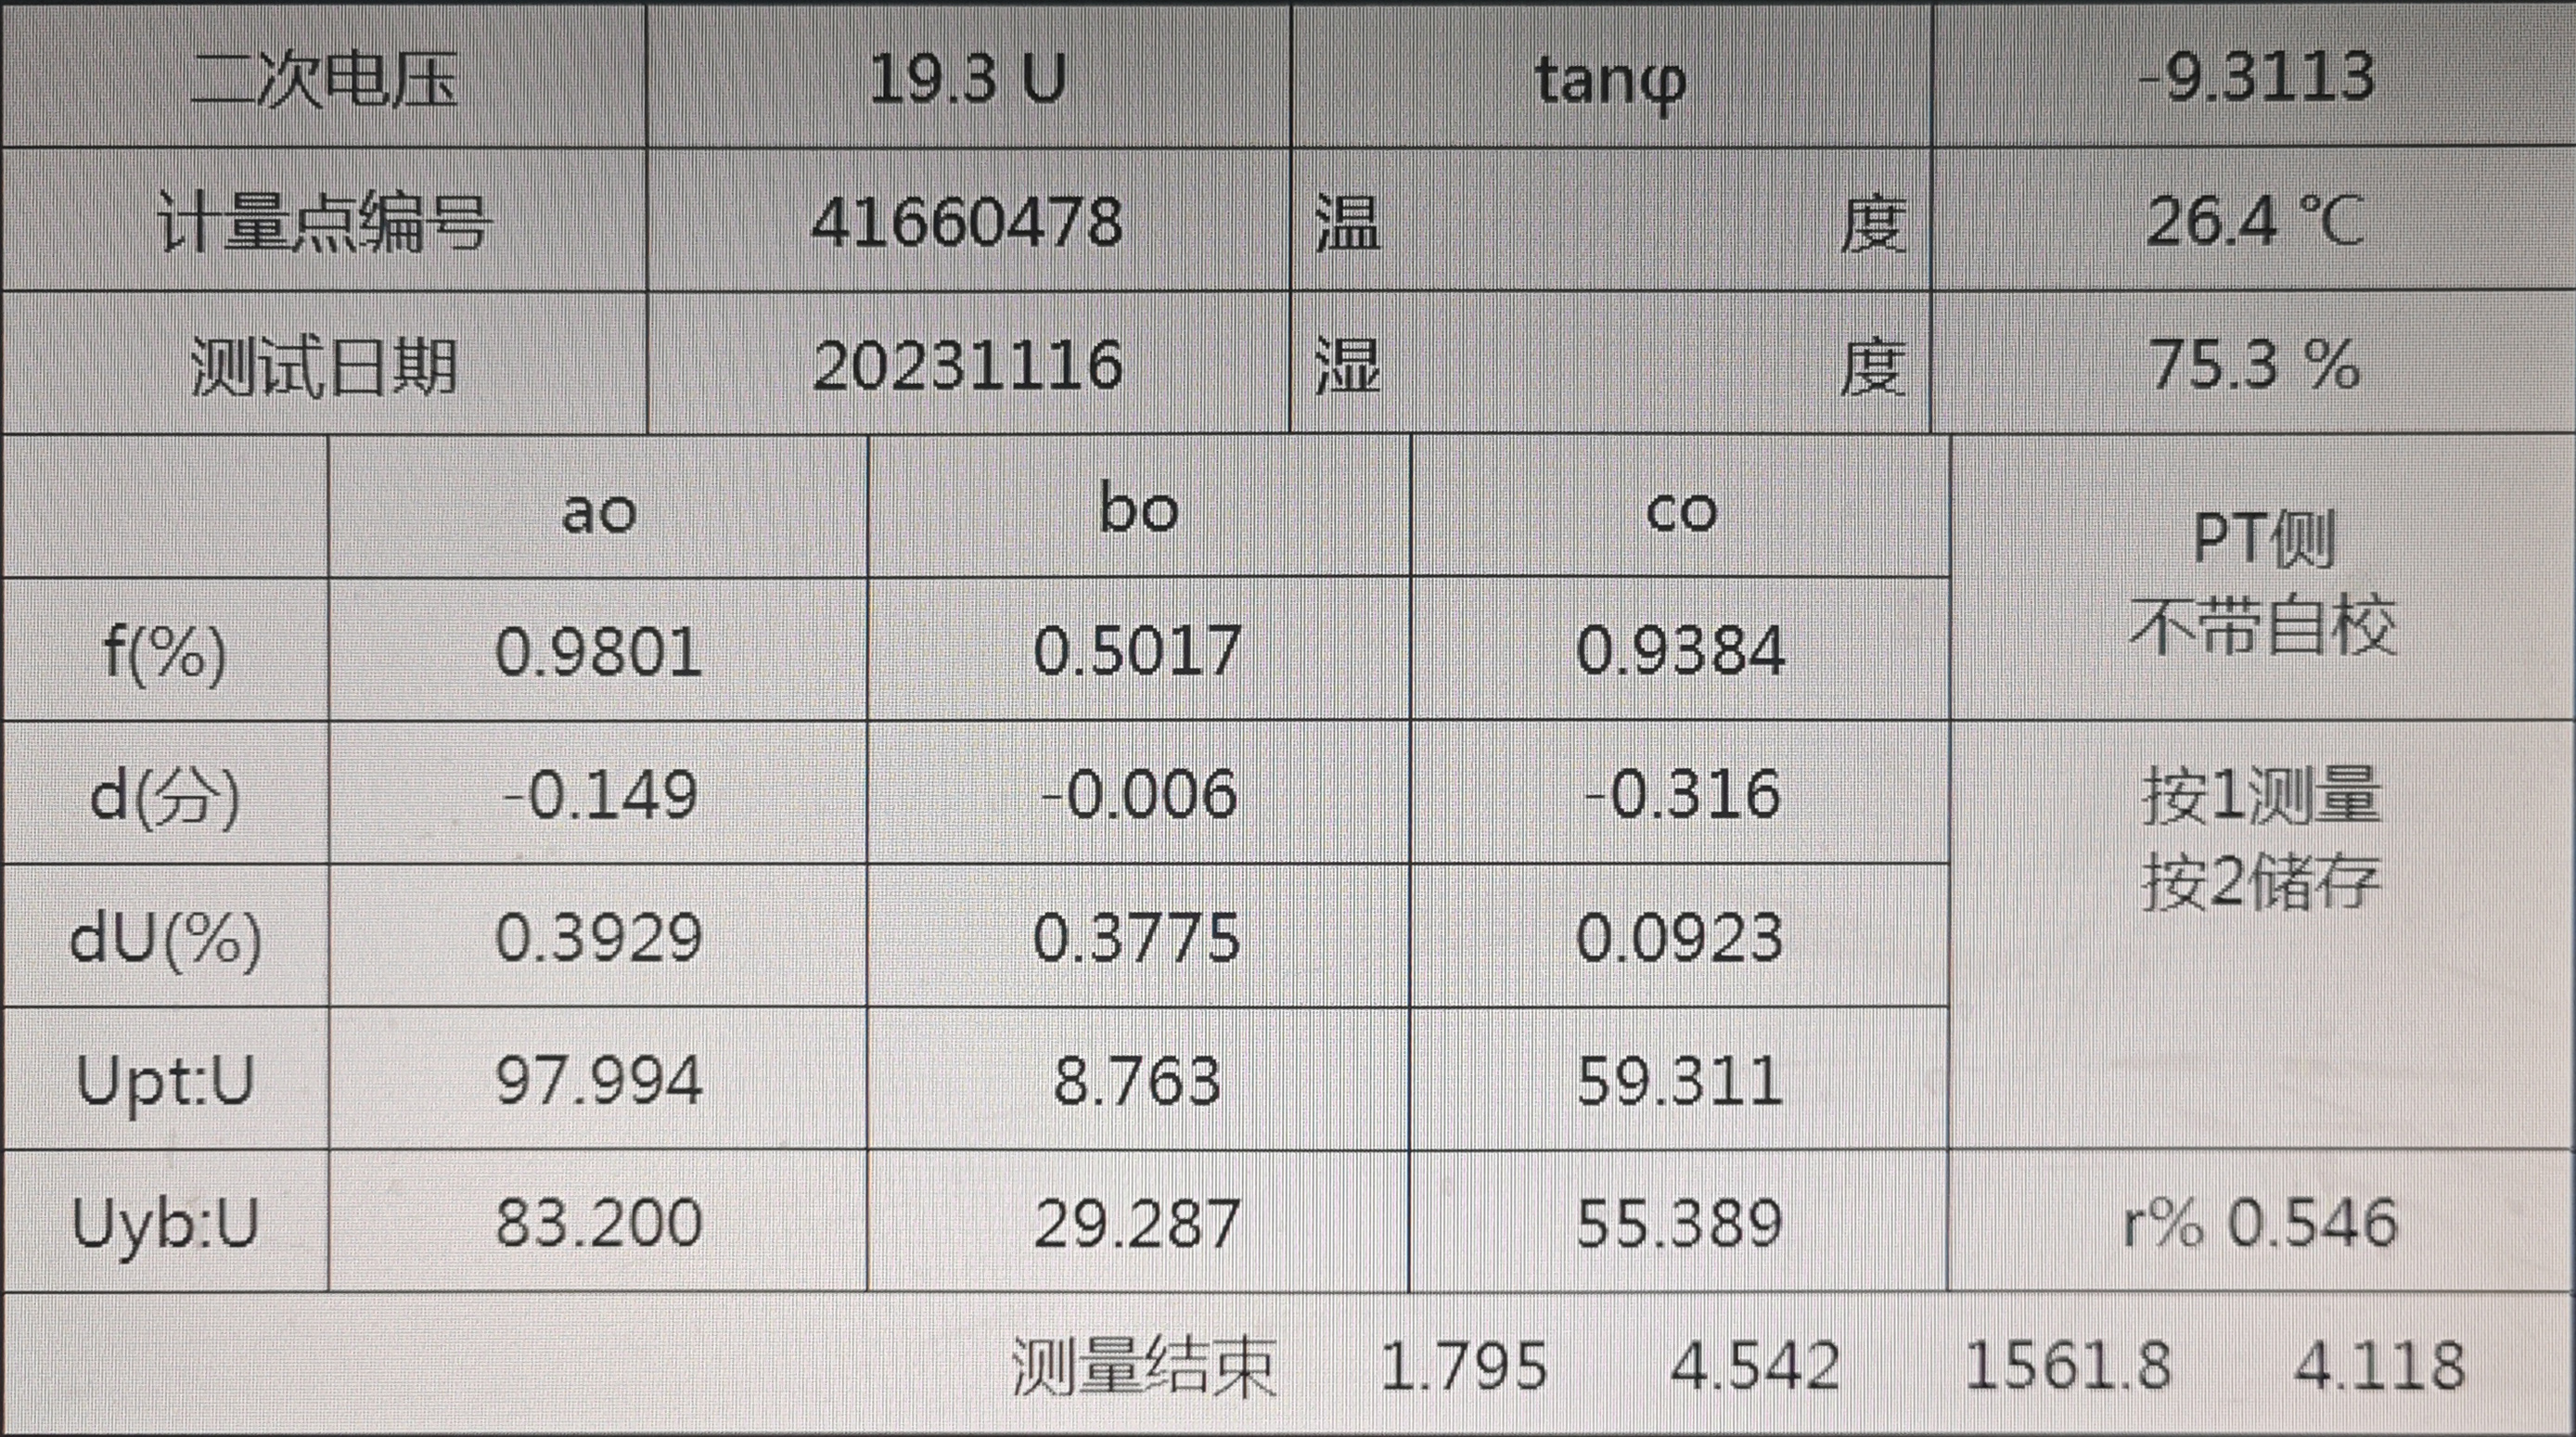 二次电压 19.3 U tanφ -9.3113
计量点编号 41660478 温 度 26.4 ℃
测试日期 20231116 湿 度 75.3 %
ao bo co PT侧
不带自校
f(%) 0.9801 0.5017 0.9384
d(分) -0.149 -0.006 -0.316 按1测量
按2储存
dU(%) 0.3929 0.3775 0.0923
Upt:U 97.994 8.763 59.311
Uyb:U 83.200 29.287 55.389 r% 0.546
测量结束 1.795 4.542 1561.8 4.118